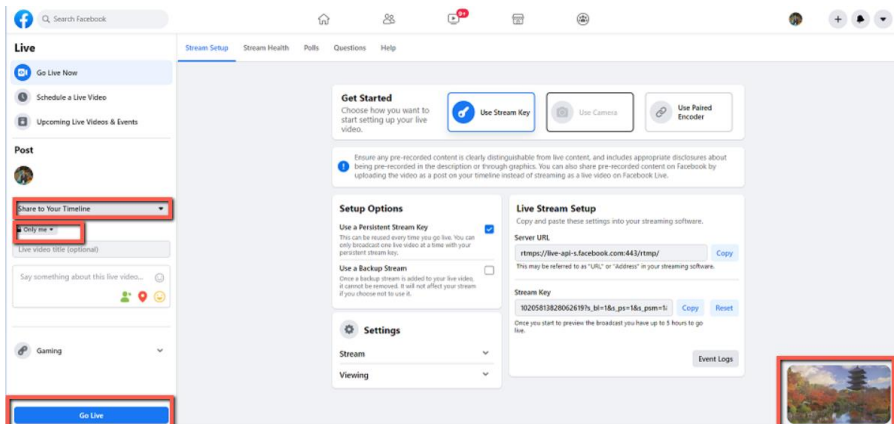 Search Facebook
9+
Live
Go Live Now
Schedule a Live Video
Upcoming Live Videos & Events
Post
Share to Your Timeline
Only me
Live video title (optional)
Say something about this live video...
Gaming
Go Live
Stream Setup Stream Health Polls Questions Help
Get Started
Choose how you want to
start setting up your live
video.
Use Stream Key
Use Camera
Use Paired
Encoder
Ensure any pre-recorded content is clearly distinguishable from live content, and includes appropriate disclosures about
being pre-recorded in the description or through graphics. You can also share pre-recorded content on Facebook by
uploading the video as a post on your timeline instead of streaming as a live video on Facebook Live.
Setup Options
Use a Persistent Stream Key
This can be reused every time you go live. You can
only broadcast one live video at a time with your
persistent stream key.
Use a Backup Stream
Once a backup stream is added to your live video,
it cannot be removed. It will not affect your stream
if you choose not to use it.
Settings
Stream
Viewing
Live Stream Setup
Copy and paste these settings into your streaming software.
Server URL
rtmps://live-api-s.facebook.com:443/rtmp/ Copy
This may be referred to as "URL" or "Address" in your streaming software.
Stream Key
10205813828062619?s_bl=1&s_ps=1&s_psm=1& Copy Reset
Once you start to preview the broadcast you have up to 5 hours to go
live.
Event Logs